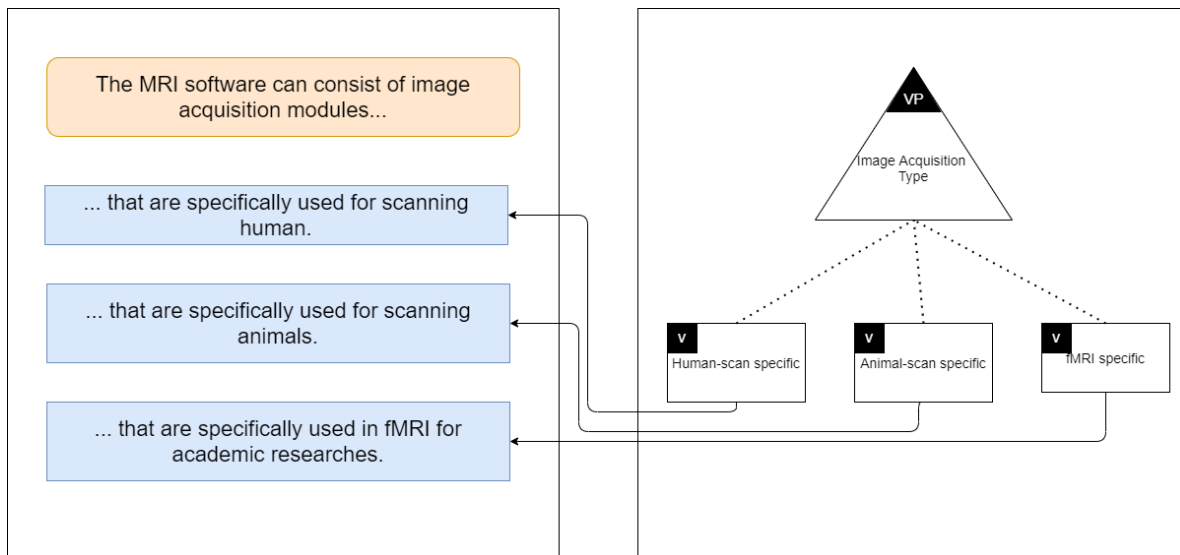 The MRI software can consist of image
acquisition modules...
... that are specifically used for scanning
human.
... that are specifically used for scanning
animals.
... that are specifically used in fMRI for
academic researches.
VP
Image Acquisition
Type
V
Human-scan specific
V
Animal-scan specific
V
fMRI specific